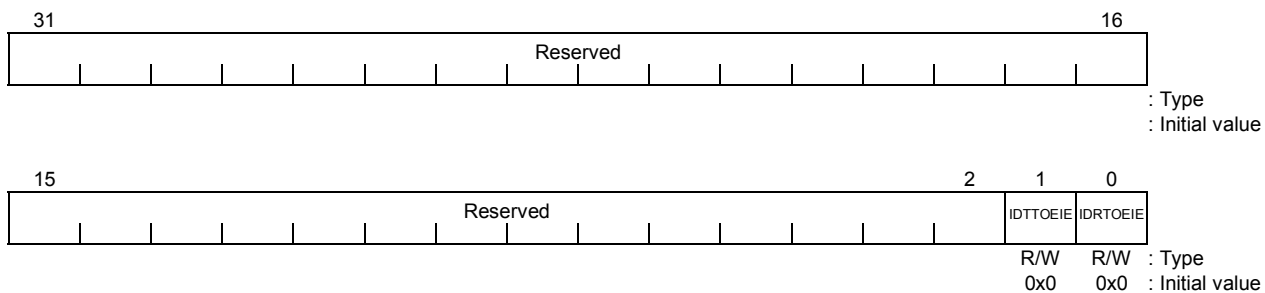 31 16
Reserved
: Type
: Initial value
15 2 1 0
Reserved IDTTOEIE IDRTOEIE
R/W R/W : Type
0x0 0x0 : Initial value